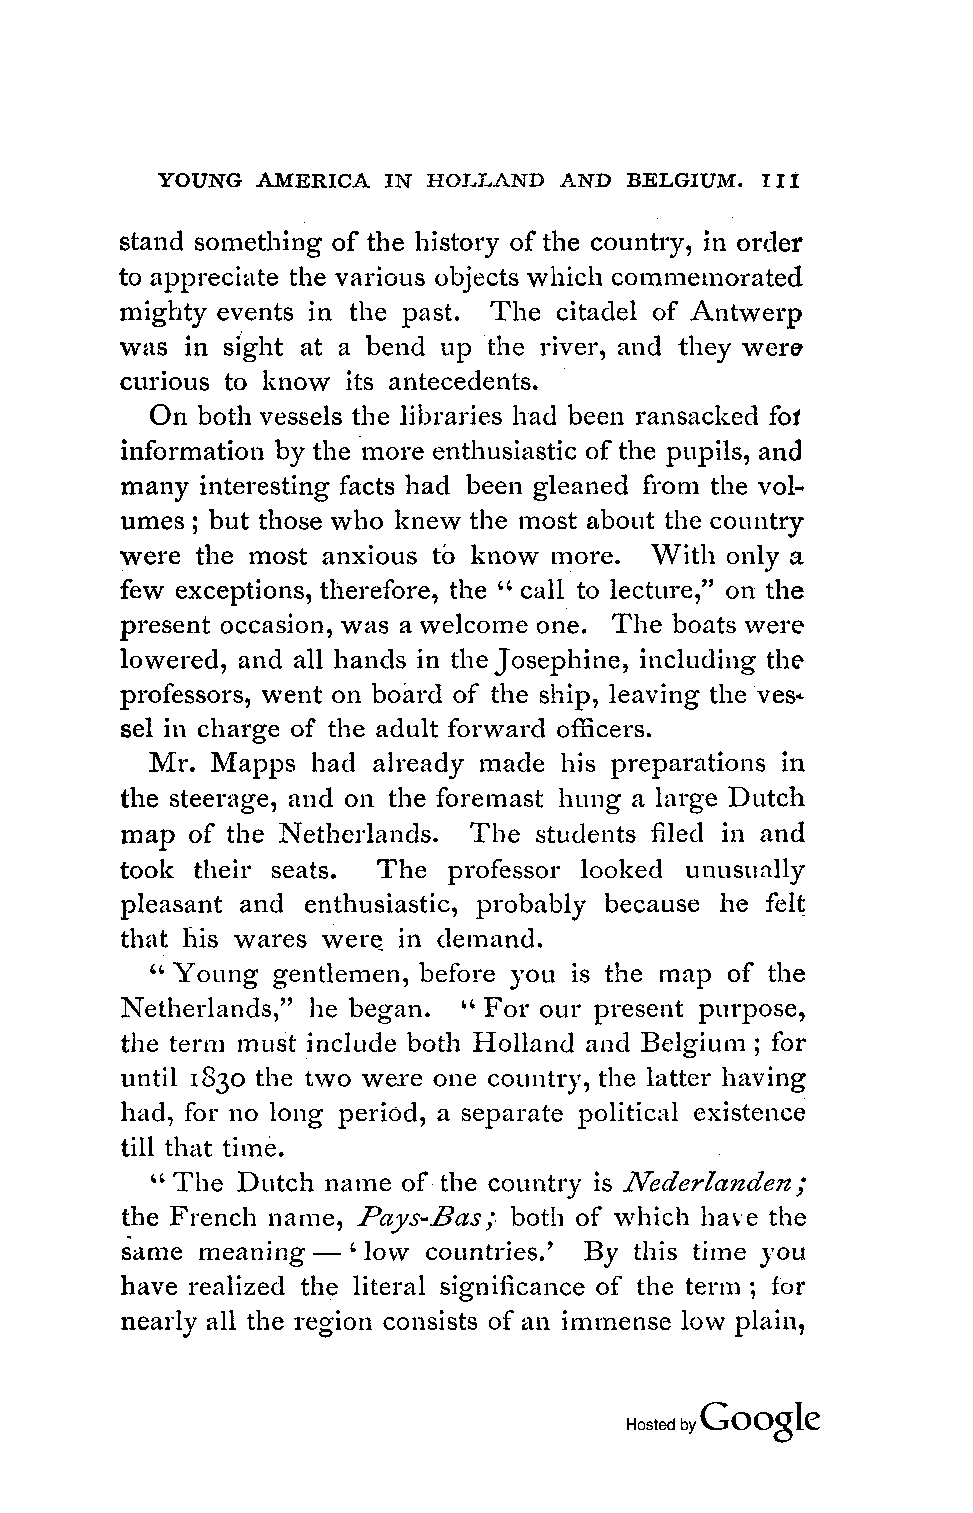 YOUNG AMERICA IN HOLLAND AND BELGIUM. 111
stand something of the history of the country, in order
to appreciate the various objects which commemorated
mighty events in the past. The citadel of Antwerp
was in sight at a bend up the river, and they were
curious to know its antecedents.
On both vessels the libraries had been ransacked for
information by the more enthusiastic of the pupils, and
many interesting facts had been gleaned from the vol-
umes ; but those who knew the most about the country
were the most anxious to know more. With only a
few exceptions, therefore, the “ call to lecture,” on the
present occasion, was a welcome one. The boats were
lowered, and all hands in the Josephine, including the
professors, went on board of the ship, leaving the ves-
sel in charge of the adult forward officers.
Mr. Mapps had already made his preparations in
the steerage, and on the foremast hung a large Dutch
map of the Netherlands. The students filed in and
took their seats. The professor looked unusually
pleasant and enthusiastic, probably because he felt
that his wares were in demand.
“ Young gentlemen, before you is the map of the
Netherlands,” he began. “ For our present purpose,
the term must include both Holland and Belgium ; for
until 1830 the two were one country, the latter having
had, for no long period, a separate political existence
till that time.
“ The Dutch name of the country is Nederlanden ;
the French name, Pays-Bas ; both of which have the
same meaning — ‘ low countries.’ By this time you
have realized the literal significance of the term ; for
nearly all the region consists of an immense low plain,
Hosted by Google